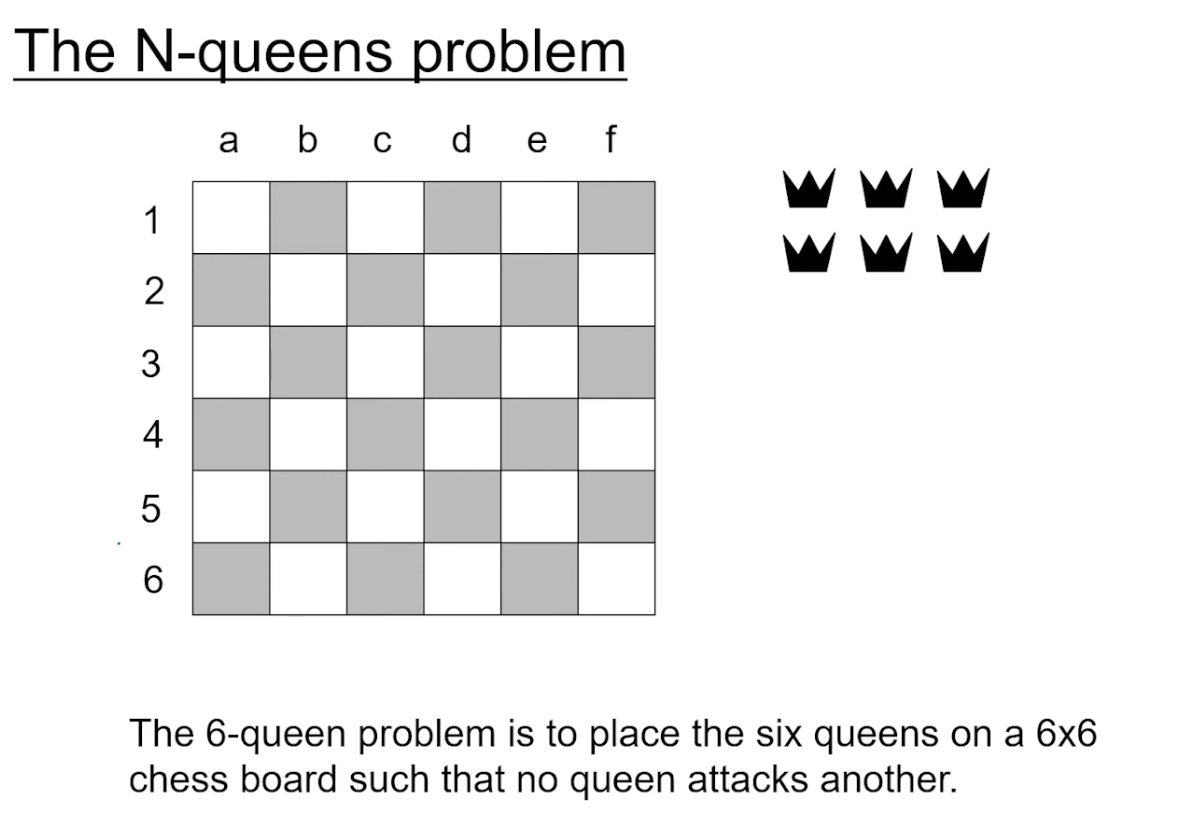 The N-queens problem
a b c d e f
1
2
3
4
5
6
The 6-queen problem is to place the six queens on a 6x6
chess board such that no queen attacks another.